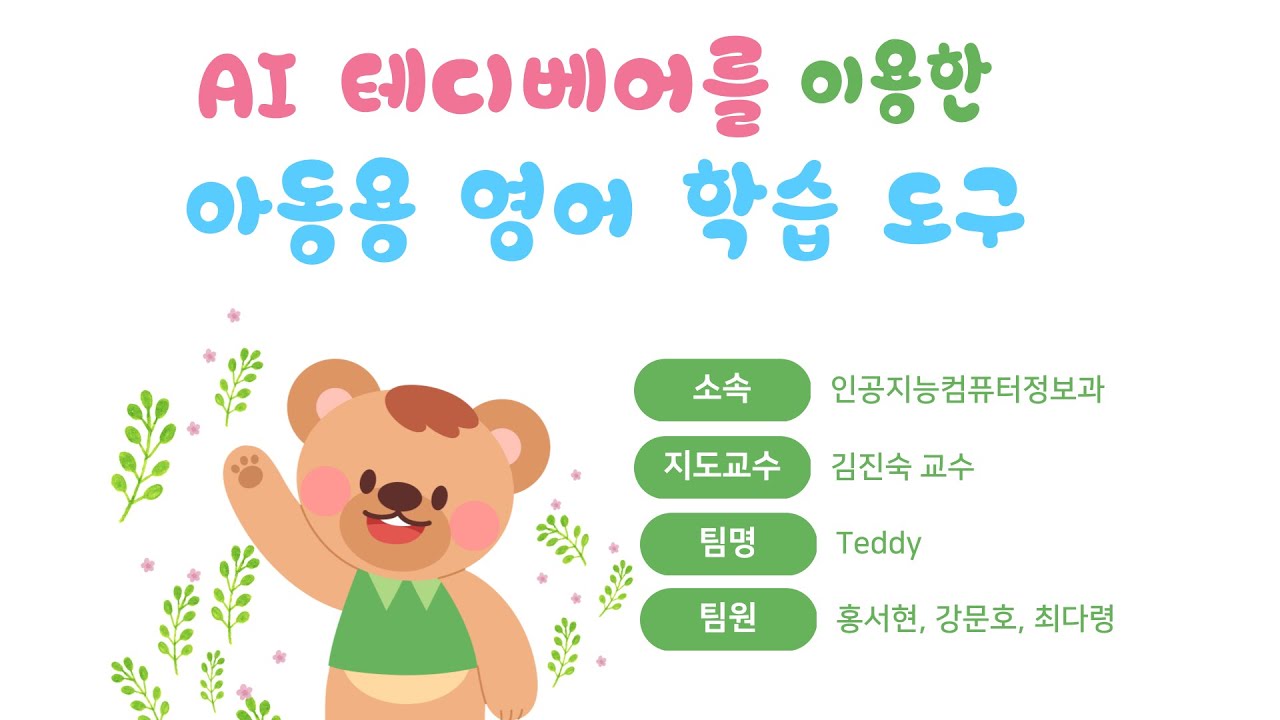 AI 테디베어를 이용한
아동용 영어 학습 도구
소속 인공지능컴퓨터정보과
지도교수 김진숙 교수
팀명 Teddy
팀원 홍서현, 강문호, 최다령